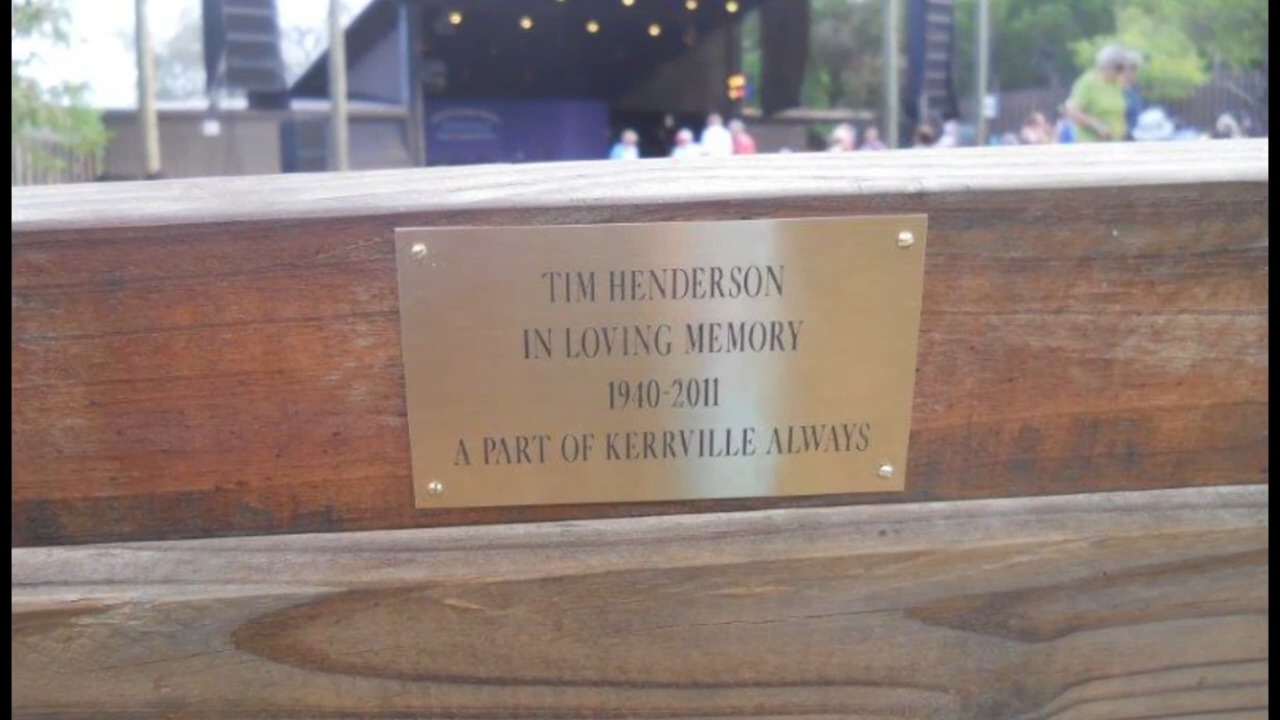 TIM HENDERSON
IN LOVING MEMORY
1940-2011
A PART OF KERRVILLE ALWAYS